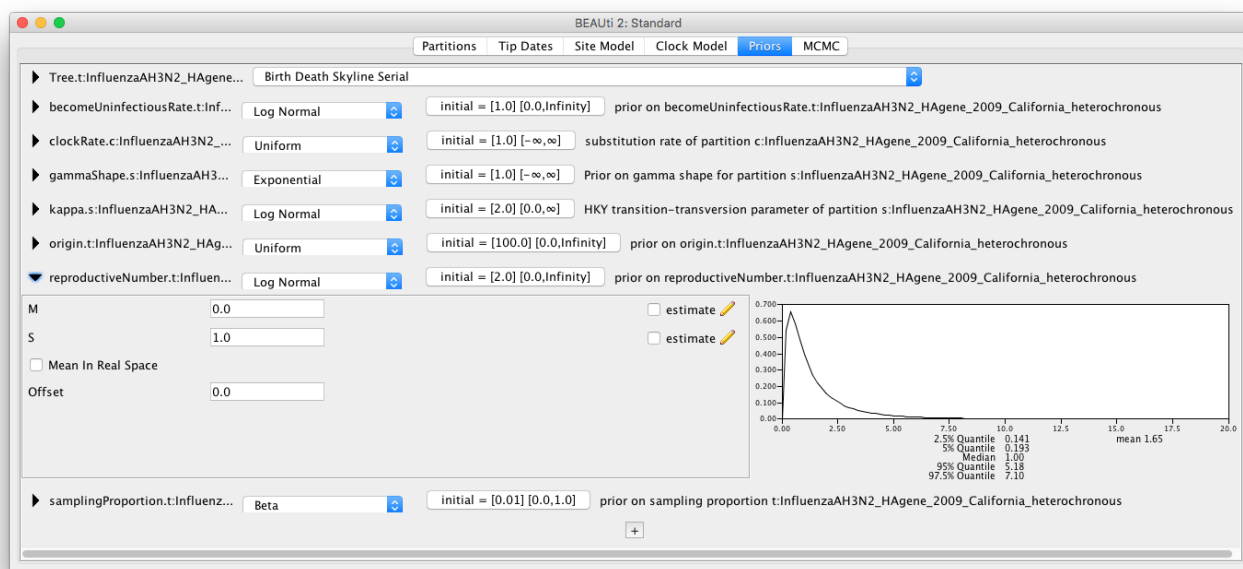 BEAUti 2: Standard
Partitions Tip Dates Site Model Clock Model Priors MCMC
Tree.t:InfluenzaAH3N2_HAgene... Birth Death Skyline Serial
becomeUninfectiousRate.t:Inf... Log Normal initial = [1.0] [0.0,Infinity] prior on becomeUninfectiousRate.t:InfluenzaAH3N2_HAgene_2009_California_heterochronous
clockRate.c:InfluenzaAH3N2_... Uniform initial = [1.0] [-∞,∞] substitution rate of partition c:InfluenzaAH3N2_HAgene_2009_California_heterochronous
gammaShape.s:InfluenzaAH3... Exponential initial = [1.0] [-∞,∞] Prior on gamma shape for partition s:InfluenzaAH3N2_HAgene_2009_California_heterochronous
kappa.s:InfluenzaAH3N2_HA... Log Normal initial = [2.0] [0.0,∞] HKY transition-transversion parameter of partition s:InfluenzaAH3N2_HAgene_2009_California_heterochronous
origin.t:InfluenzaAH3N2_HAg... Uniform initial = [100.0] [0.0,Infinity] prior on origin.t:InfluenzaAH3N2_HAgene_2009_California_heterochronous
reproductiveNumber.t:Influen... Log Normal initial = [2.0] [0.0,Infinity] prior on reproductiveNumber.t:InfluenzaAH3N2_HAgene_2009_California_heterochronous
M 0.0 estimate
S 1.0 estimate
Mean In Real Space
Offset 0.0
0.700
0.600
0.500
0.400
0.300
0.200
0.100
0.00
0.00 2.50 5.00 7.50 10.0 12.5 15.0 17.5 20.0
2.5% Quantile 0.141 mean 1.65
5% Quantile 0.193
Median 1.00
95% Quantile 5.18
97.5% Quantile 7.10
samplingProportion.t:Influenz... Beta initial = [0.01] [0.0,1.0] prior on sampling proportion t:InfluenzaAH3N2_HAgene_2009_California_heterochronous
+